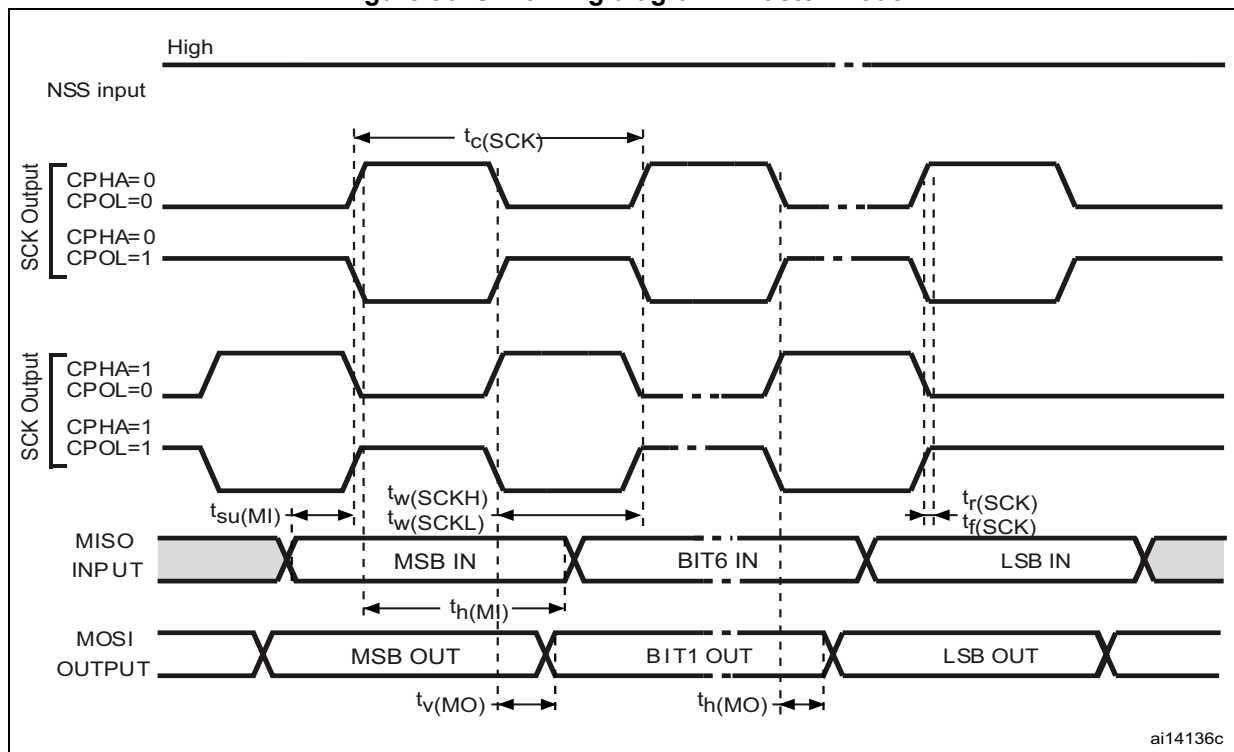 High
NSS input
tc(SCK)
SCK Output
CPHA=0
CPOL=0
CPHA=0
CPOL=1
SCK Output
CPHA=1
CPOL=0
CPHA=1
CPOL=1
tsu(MI)
tw(SCKH)
tw(SCKL)
tr(SCK)
tf(SCK)
MISO
INPUT
MSB IN
BIT6 IN
LSB IN
th(MI)
MOSI
OUTPUT
MSB OUT
BIT1 OUT
LSB OUT
tv(MO)
th(MO)
ai14136c